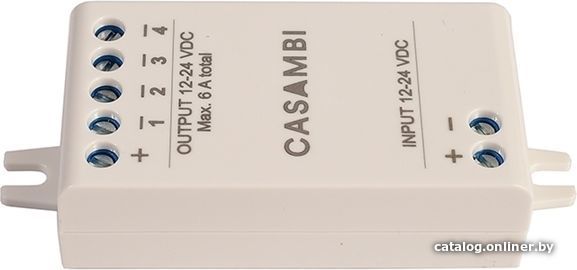 + 1̅ 2̅ 3̅ 4̅
OUTPUT 12-24 VDC
Max. 6 A total
CASAMBI
INPUT 12-24 VDC
+ -
catalog.onliner.by